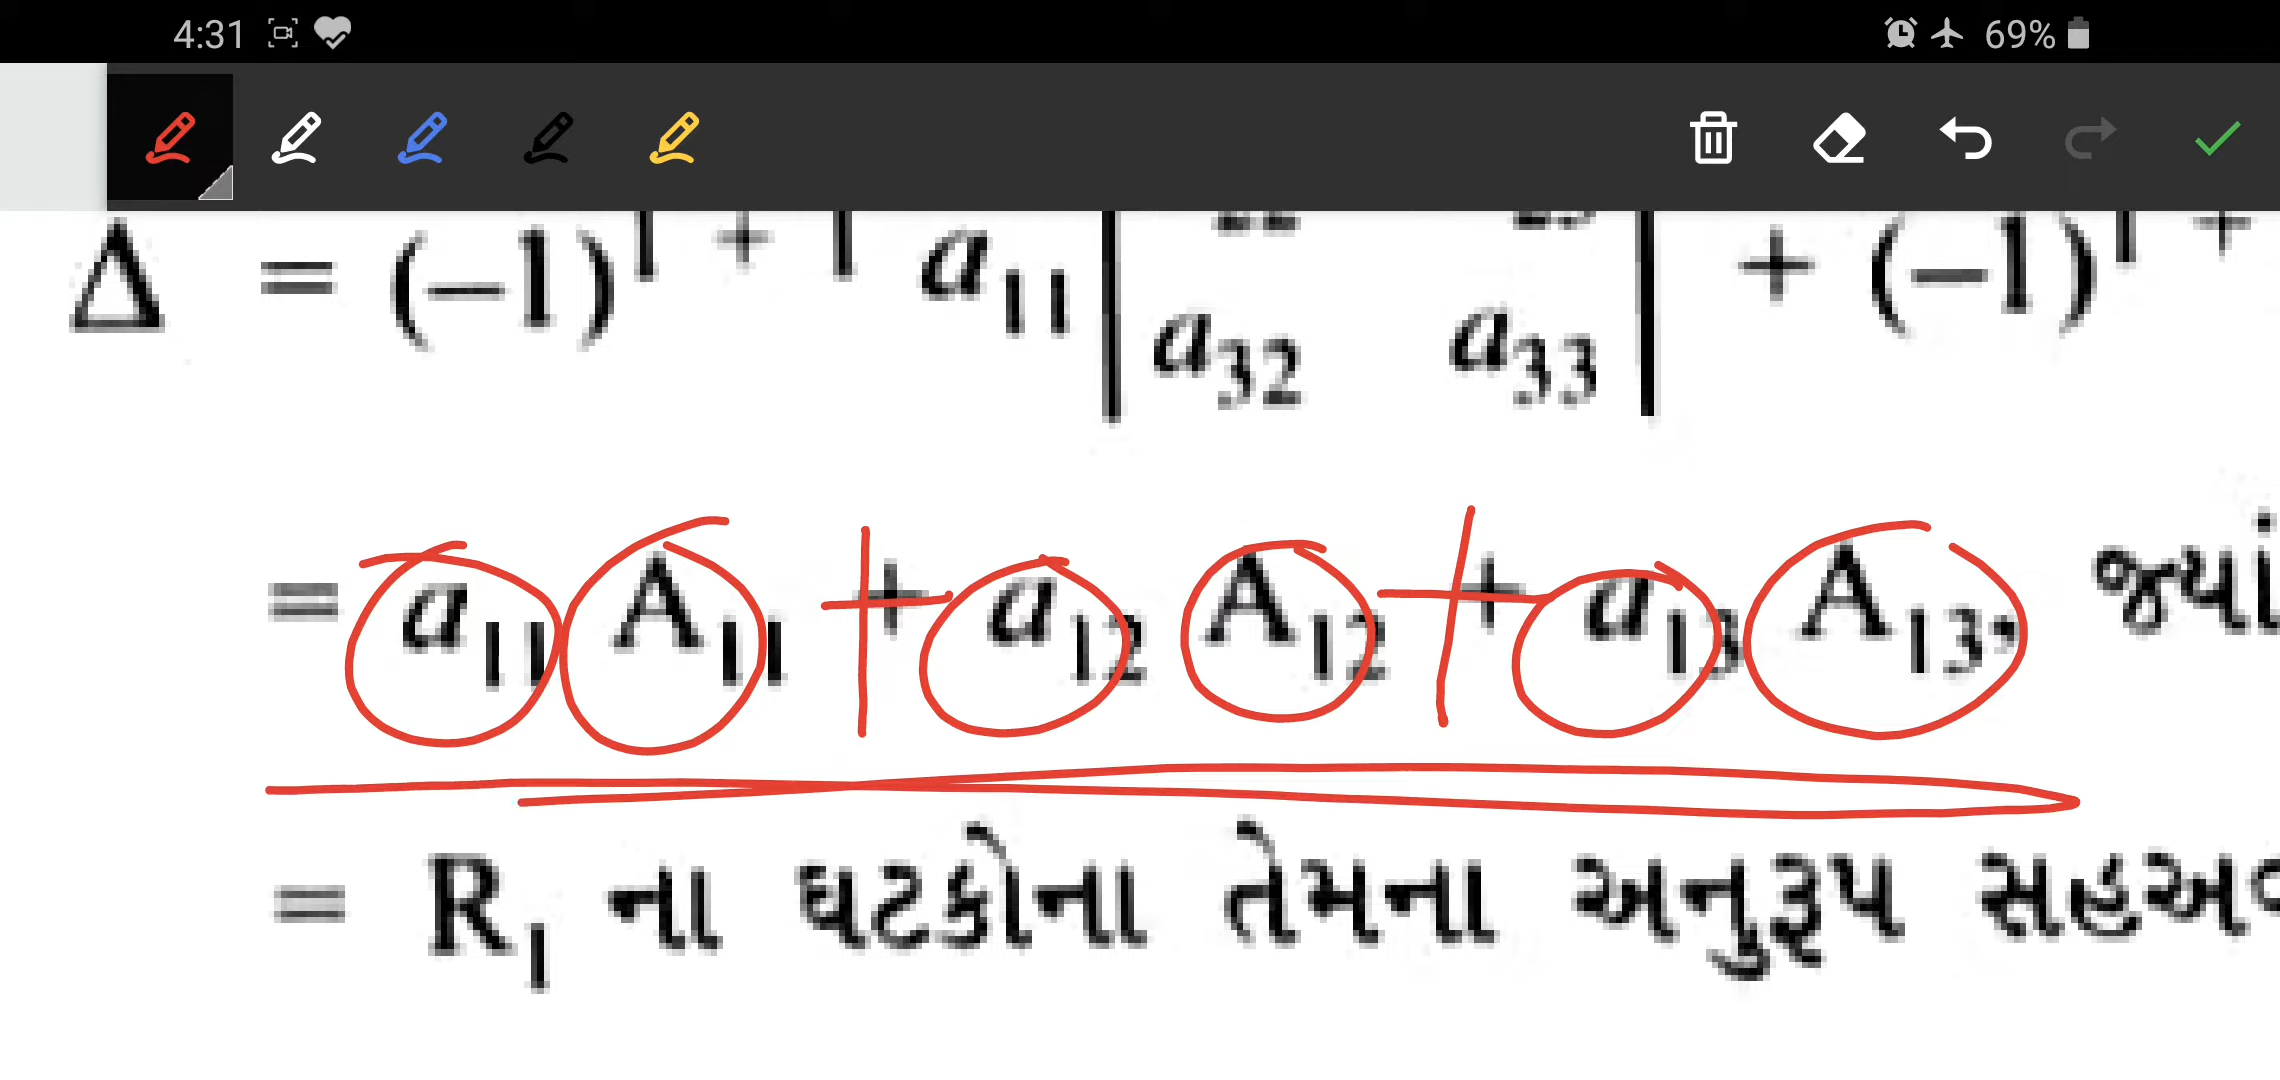 4:31 69%
Δ = (−1)^{1 + 1} a₁₁ | a₃₂ a₃₃ | + (−1)^{1 +
= a₁₁ A₁₁ + a₁₂ A₁₂ + a₁₃ A₁₃, જ્યાં
= R₁ ના ઘટકોના તેમના અનુરૂપ